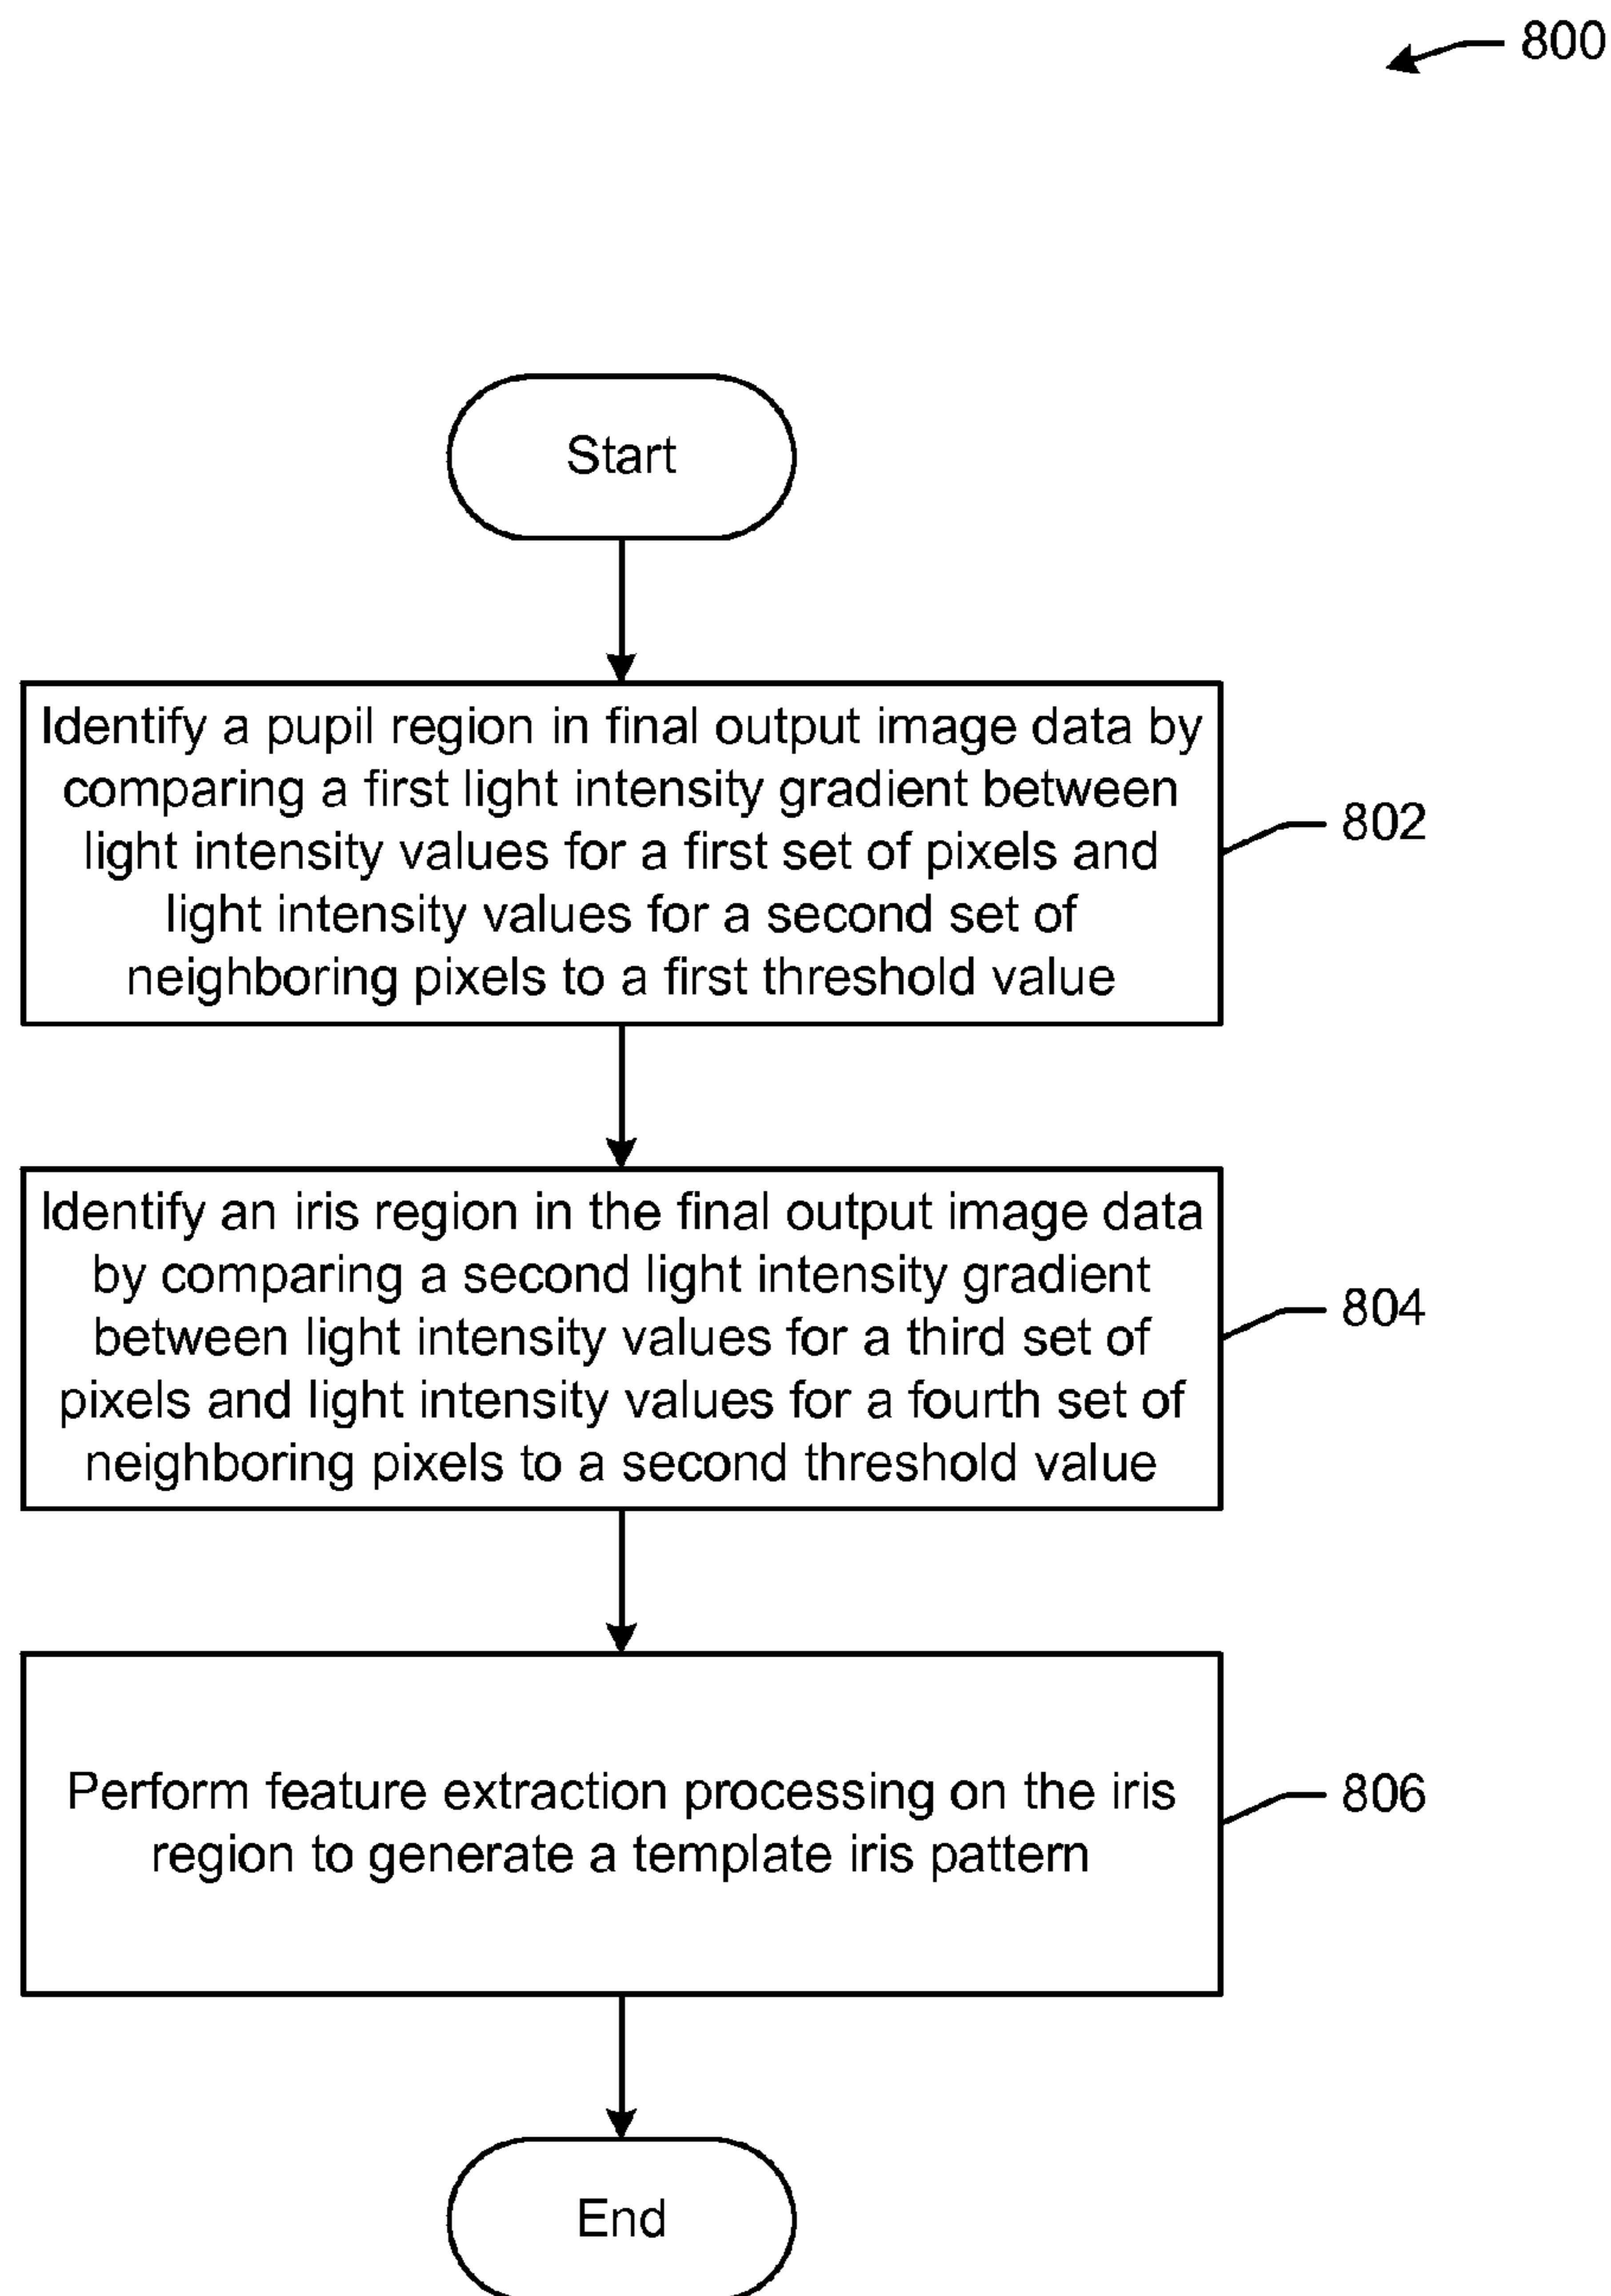 800
Start
Identify a pupil region in final output image data by
comparing a first light intensity gradient between
light intensity values for a first set of pixels and
light intensity values for a second set of
neighboring pixels to a first threshold value
802
Identify an iris region in the final output image data
by comparing a second light intensity gradient
between light intensity values for a third set of
pixels and light intensity values for a fourth set of
neighboring pixels to a second threshold value
804
Perform feature extraction processing on the iris
region to generate a template iris pattern
806
End